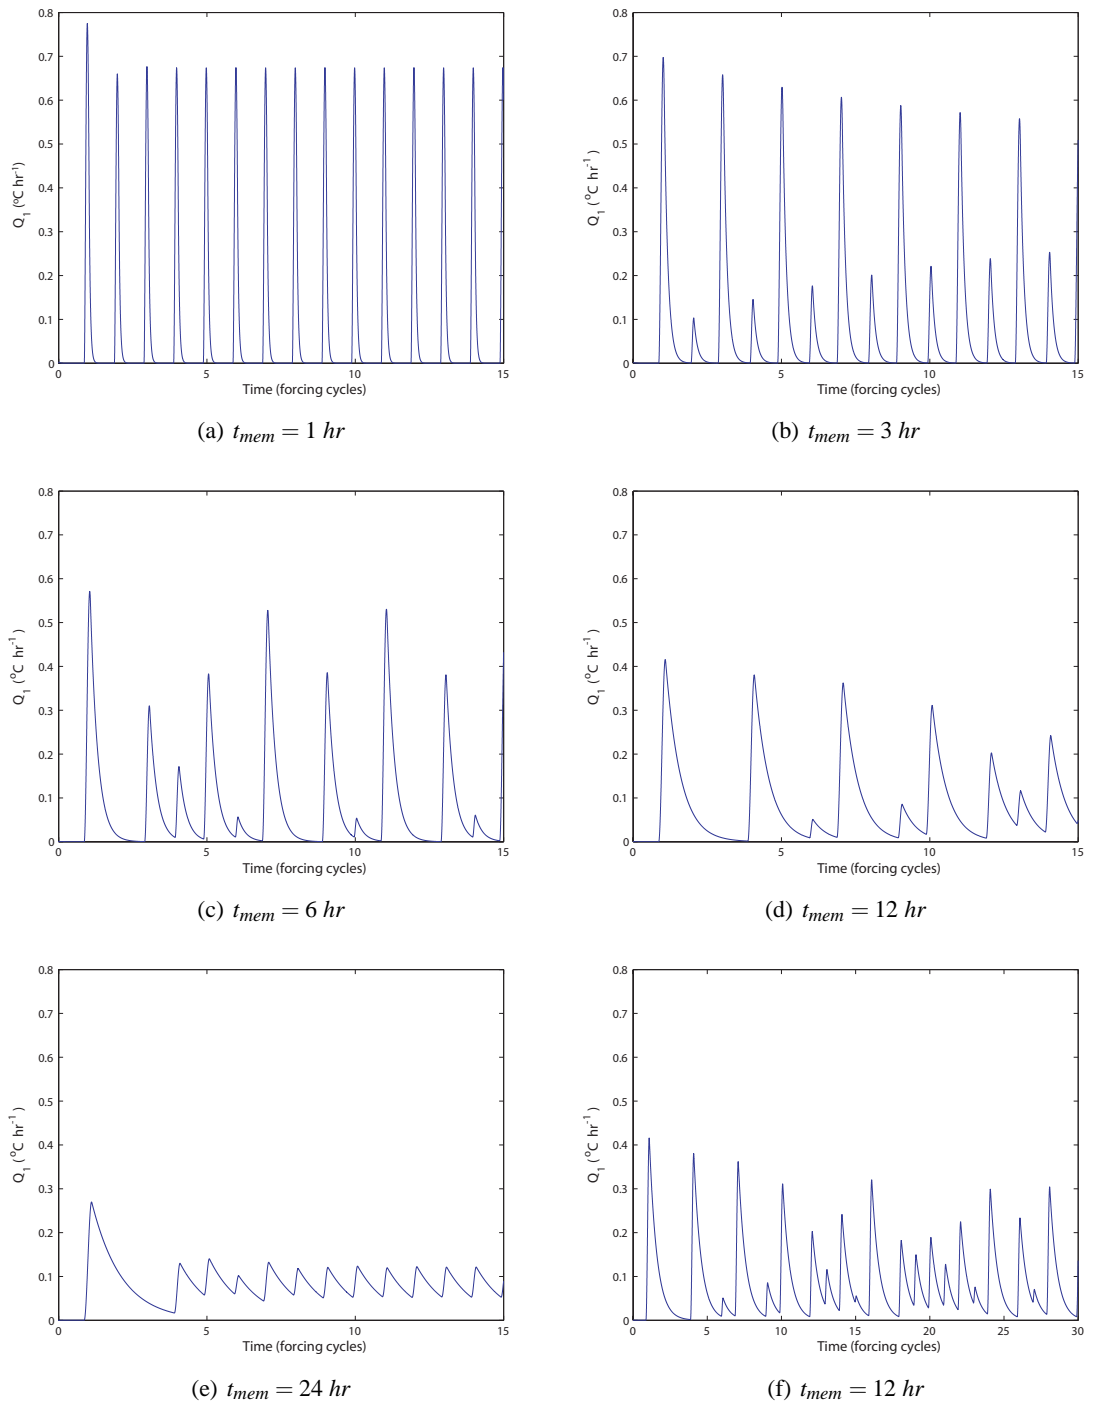 0.8
0.7
0.6
0.5
0.4
0.3
0.2
0.1
0
Q1 (ºC hr-1)
0 5 10 15
Time (forcing cycles)
(a) tmem = 1 hr
0.8
0.7
0.6
0.5
0.4
0.3
0.2
0.1
0
Q1 ( oC hr-1 )
0 5 10 15
Time (forcing cycles)
(b) tmem = 3 hr
0.8
0.7
0.6
0.5
0.4
0.3
0.2
0.1
0
Q1 ( oC hr-1 )
0 5 10 15
Time (forcing cycles)
(c) tmem = 6 hr
0.8
0.7
0.6
0.5
0.4
0.3
0.2
0.1
0
Q1 ( oC hr-1 )
0 5 10 15
Time (forcing cycles)
(d) tmem = 12 hr
0.8
0.7
0.6
0.5
0.4
0.3
0.2
0.1
0
Q1 ( oC hr-1 )
0 5 10 15
Time (forcing cycles)
(e) tmem = 24 hr
0.8
0.7
0.6
0.5
0.4
0.3
0.2
0.1
0
Q1 ( oC hr-1 )
0 5 10 15 20 25 30
Time (forcing cycles)
(f) tmem = 12 hr